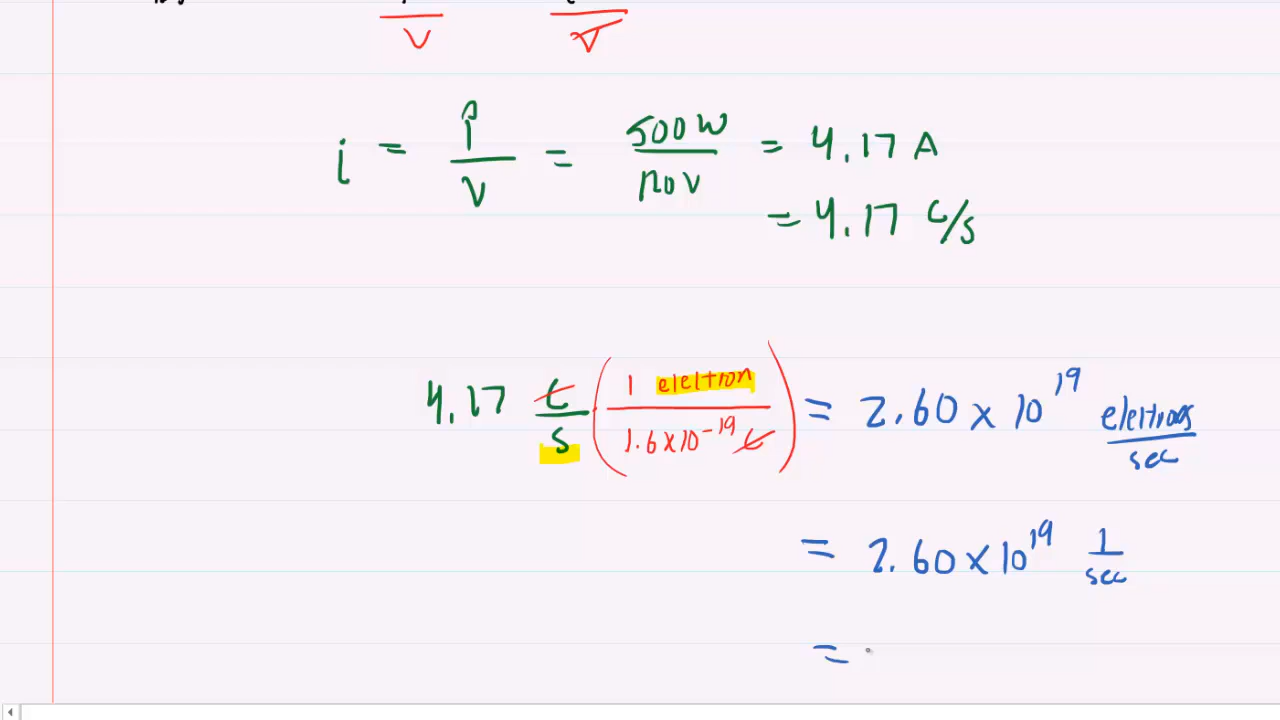 V V
i = P/V = 500W/120V = 4.17 A
= 4.17 C/s
4.17 C/s (1 electron / 1.6 x 10^-19 C) = 2.60 x 10^19 electrons/sec
= 2.60 x 10^19 1/sec
=